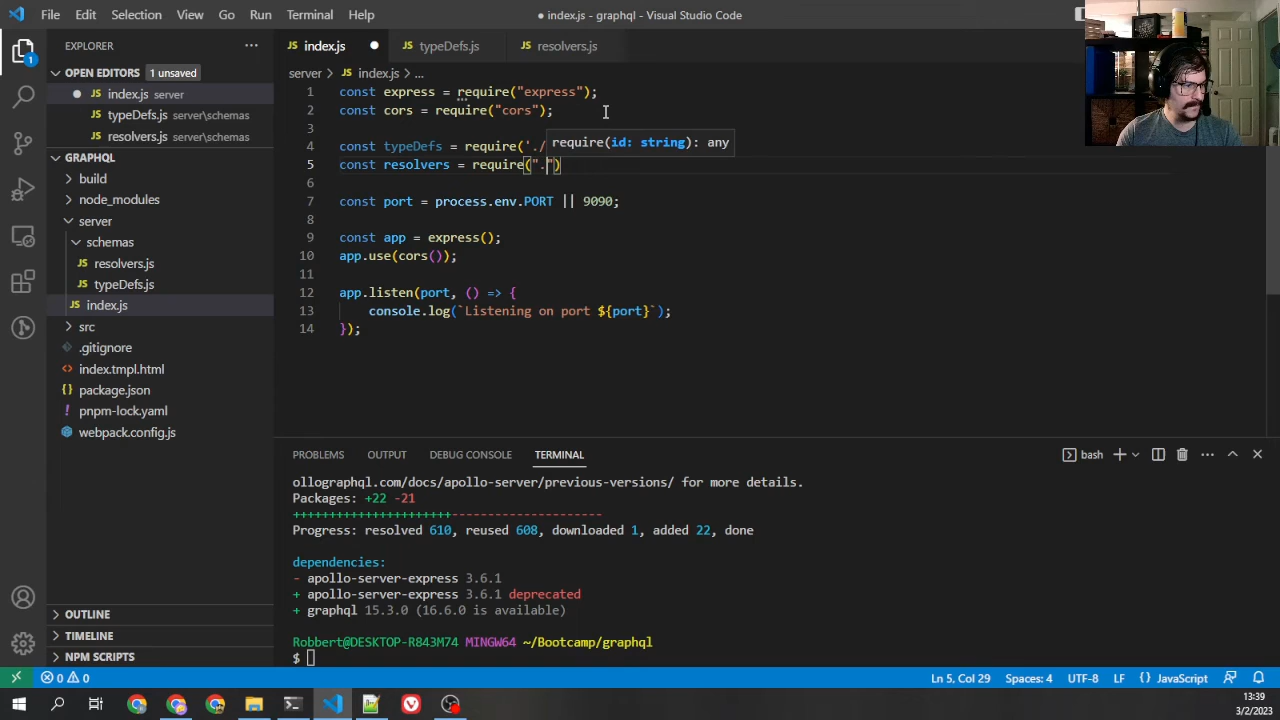 File Edit Selection View Go Run Terminal Help
● index.js - graphql - Visual Studio Code
EXPLORER ···
JS index.js ●
JS typeDefs.js
JS resolvers.js
OPEN EDITORS 1 unsaved
● index.js server
JS typeDefs.js server\schemas
JS resolvers.js server\schemas
GRAPHQL
build
node_modules
server
schemas
JS resolvers.js
JS typeDefs.js
JS index.js
src
.gitignore
<> index.tmpl.html
{} package.json
! pnpm-lock.yaml
webpack.config.js
OUTLINE
TIMELINE
NPM SCRIPTS
1
server > JS index.js > ...
1 const express = require("express");
2 const cors = require("cors");
3
4 const typeDefs = require('./
require(id: string): any
5 const resolvers = require(".")
6
7 const port = process.env.PORT || 9090;
8
9 const app = express();
10 app.use(cors());
11
12 app.listen(port, () => {
13 console.log(`Listening on port ${port}`);
14 });
PROBLEMS OUTPUT DEBUG CONSOLE TERMINAL
bash
ollographql.com/docs/apollo-server/previous-versions/ for more details.
Packages: +22 -21
++++++++++++++++++++++---------------------
Progress: resolved 610, reused 608, downloaded 1, added 22, done
dependencies:
- apollo-server-express 3.6.1
+ apollo-server-express 3.6.1 deprecated
+ graphql 15.3.0 (16.6.0 is available)
Robbert@DESKTOP-R843M74 MINGW64 ~/Bootcamp/graphql
$
0 0
Ln 5, Col 29 Spaces: 4 UTF-8 LF {} JavaScript
13:39
3/2/2023